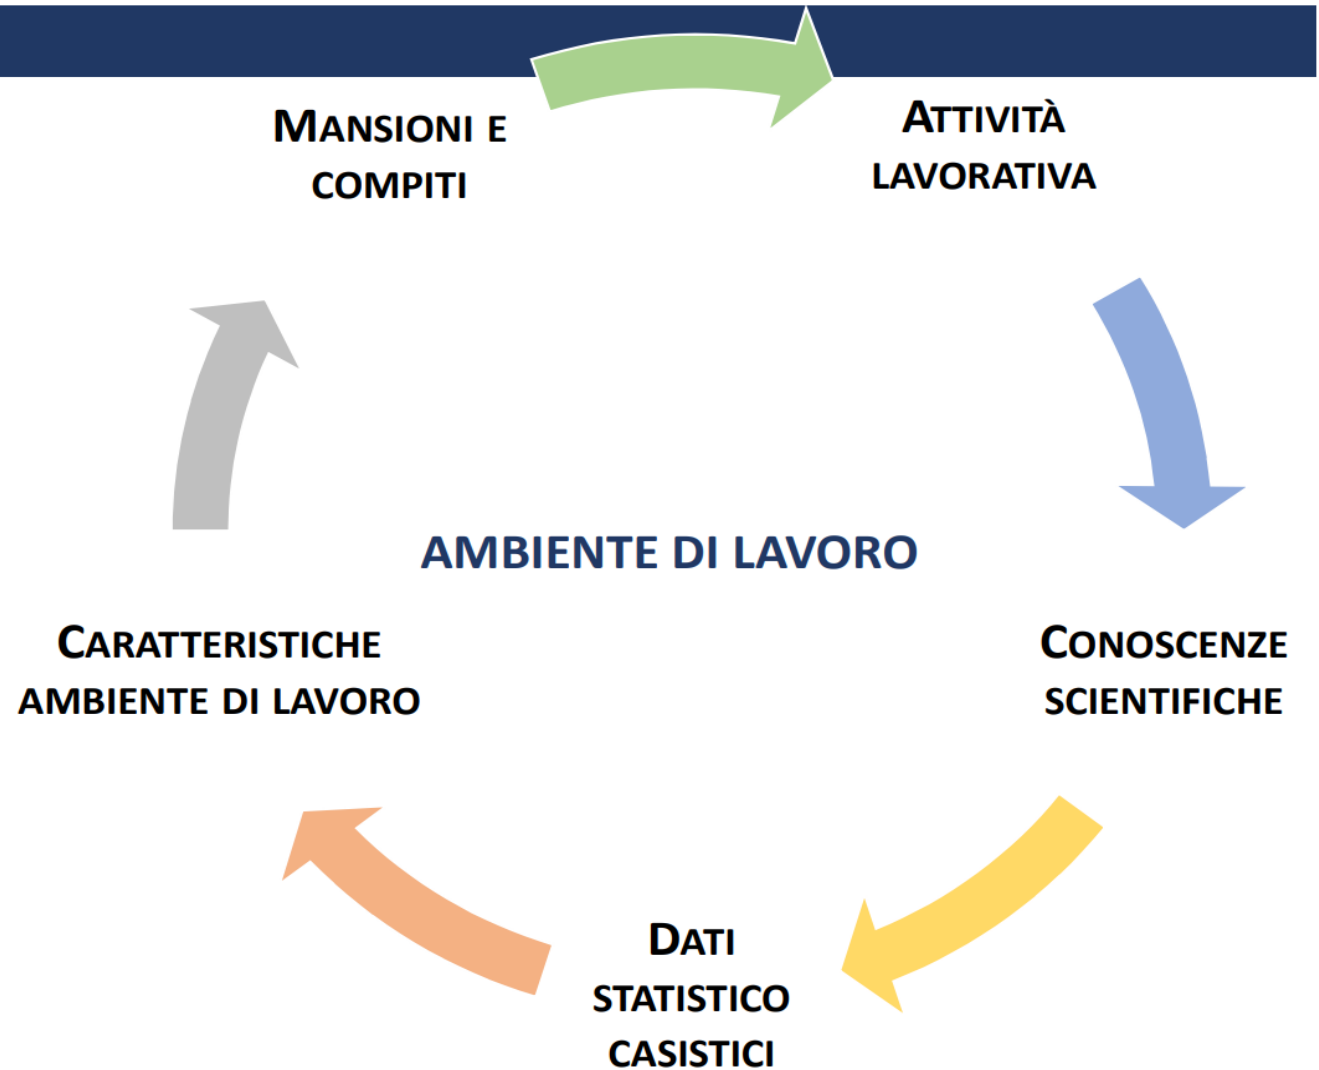 MANSIONI E
COMPITI
ATTIVITÀ
LAVORATIVA
AMBIENTE DI LAVORO
CARATTERISTICHE
AMBIENTE DI LAVORO
CONOSCENZE
SCIENTIFICHE
DATI
STATISTICO
CASISTICI